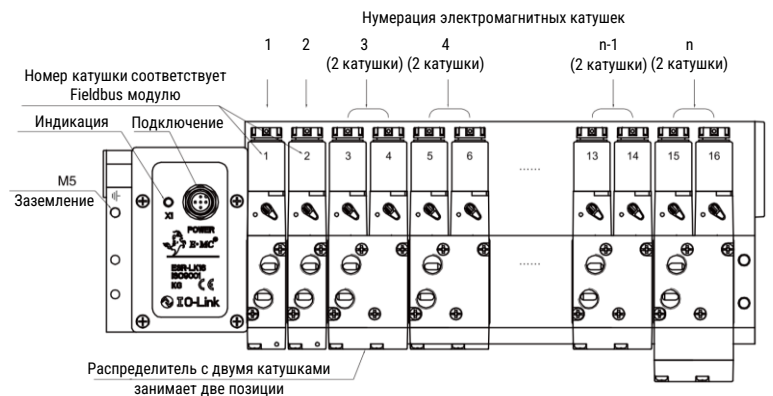 Нумерация электромагнитных катушек
1 2 3 4 n-1 n
(2 катушки) (2 катушки) (2 катушки) (2 катушки)
Номер катушки соответствует
Fieldbus модулю
Индикация Подключение
1 2 3 4 5 6 ...... 13 14 15 16
M5
Заземление
X1
POWER
E·MC®
ESR-LK16
ISO9001
KG CE
IO-Link
......
Распределитель с двумя катушками
занимает две позиции